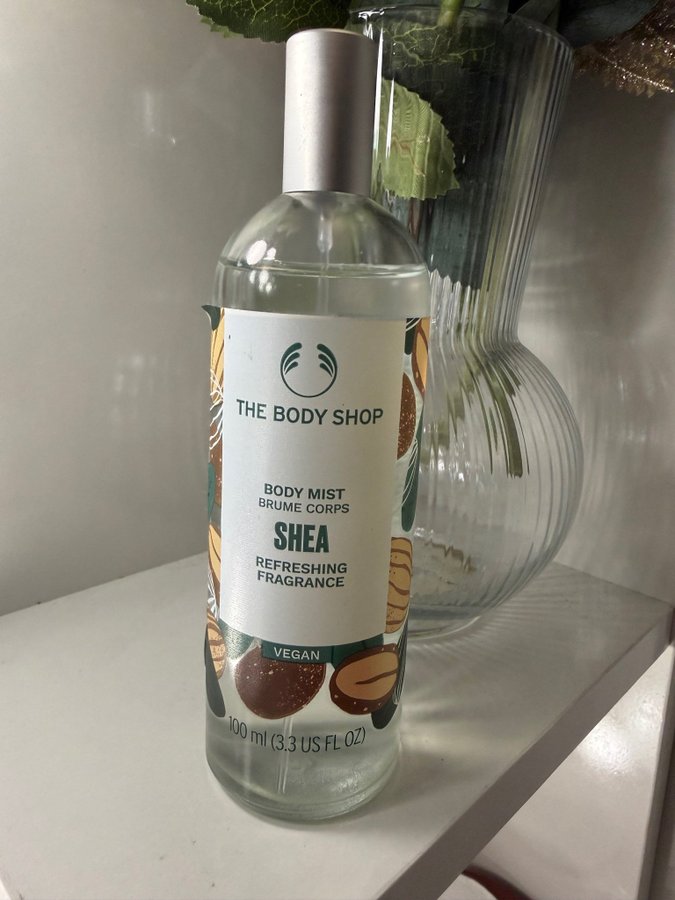 THE BODY SHOP
BODY MIST
BRUME CORPS
SHEA
REFRESHING
FRAGRANCE
VEGAN
100 ml (3.3 US FL OZ)